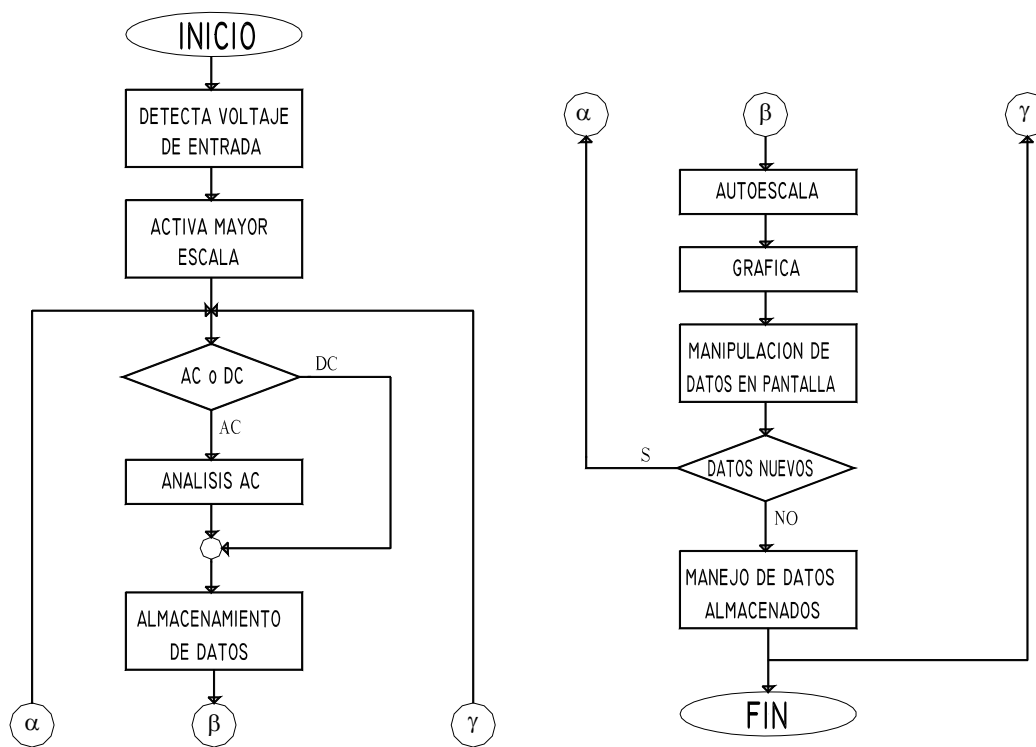 INICIO
DETECTA VOLTAJE
DE ENTRADA
ACTIVA MAYOR
ESCALA
AC o DC
DC
AC
ANALISIS AC
ALMACENAMIENTO
DE DATOS
α
β
γ
α
β
γ
AUTOESCALA
GRAFICA
MANIPULACION DE
DATOS EN PANTALLA
S
DATOS NUEVOS
NO
MANEJO DE DATOS
ALMACENADOS
FIN